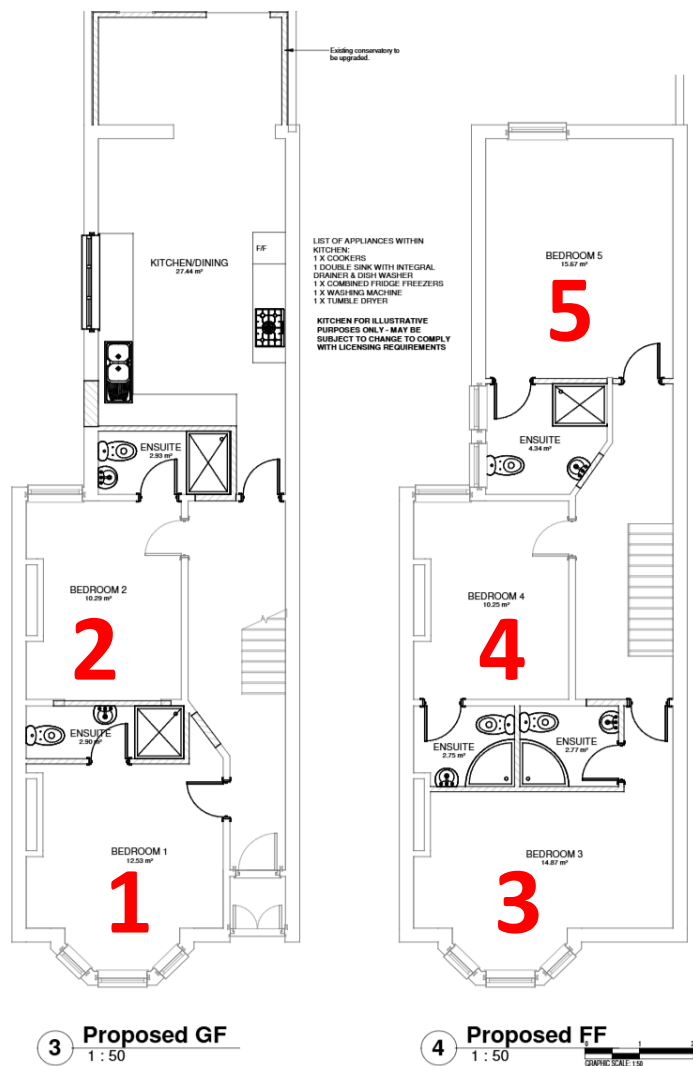 Existing conservatory to
be upgraded.
KITCHEN/DINING
27.44 m²
F/F
LIST OF APPLIANCES WITHIN
KITCHEN:
1 X COOKERS
1 DOUBLE SINK WITH INTEGRAL
DRAINER & DISH WASHER
1 X COMBINED FRIDGE FREEZERS
1 X WASHING MACHINE
1 X TUMBLE DRYER
KITCHEN FOR ILLUSTRATIVE
PURPOSES ONLY - MAY BE
SUBJECT TO CHANGE TO COMPLY
WITH LICENSING REQUIREMENTS
ENSUITE
2.93 m²
BEDROOM 2
10.29 m²
2
ENSUITE
2.90 m²
BEDROOM 1
12.53 m²
1
3 Proposed GF
1 : 50
BEDROOM 5
15.67 m²
5
ENSUITE
4.34 m²
BEDROOM 4
10.25 m²
4
ENSUITE
2.75 m²
ENSUITE
2.77 m²
BEDROOM 3
14.87 m²
3
4 Proposed FF
1 : 50
0 1 2
GRAPHIC SCALE: 1:50